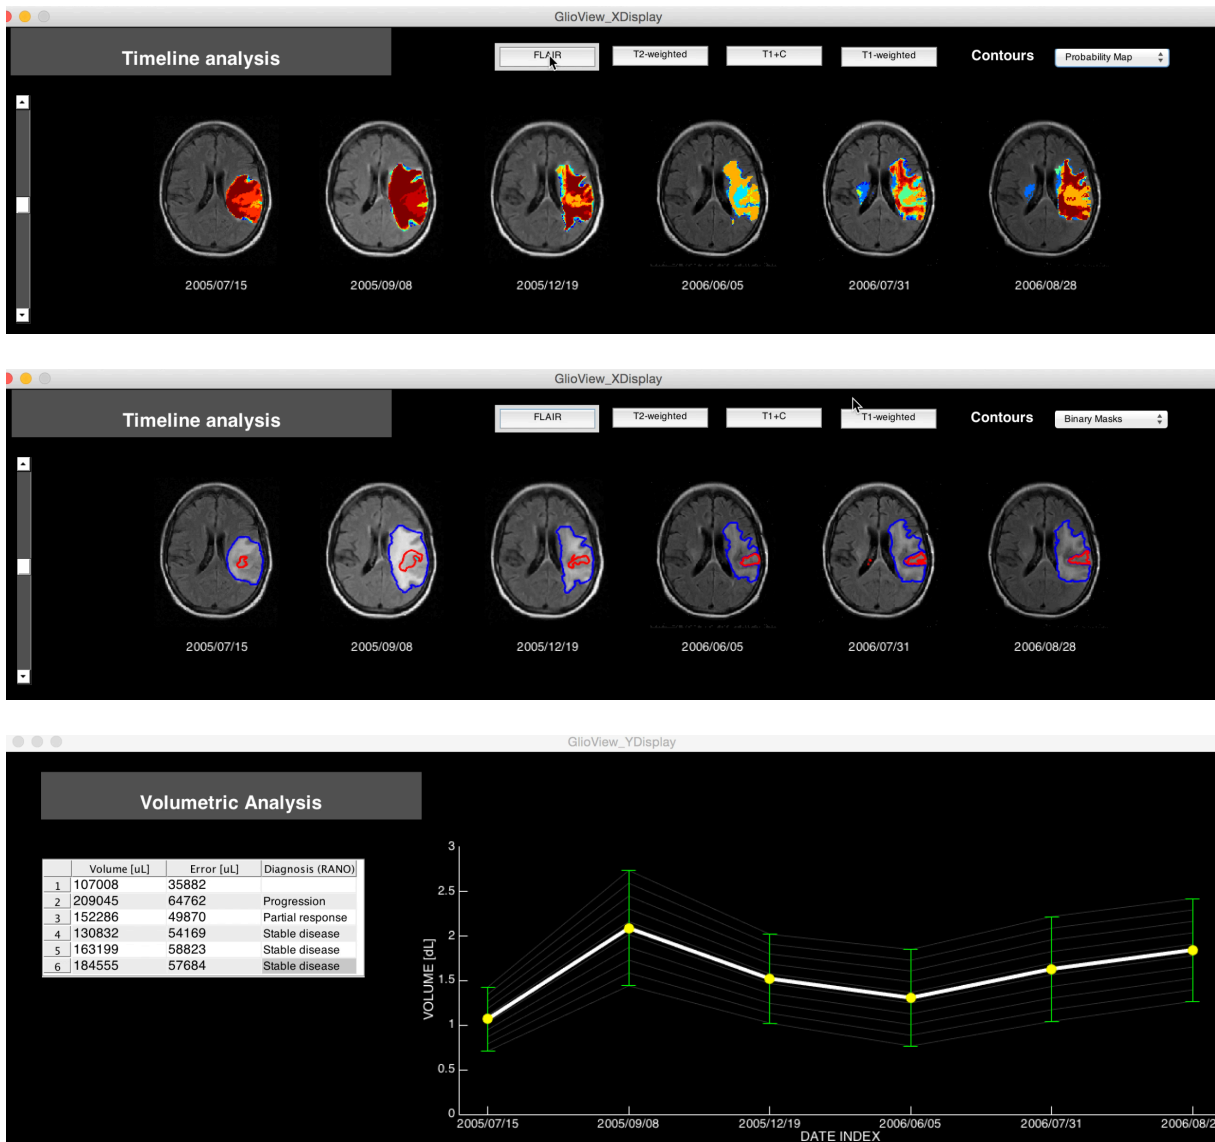 GlioView_XDisplay
Timeline analysis FLAIR T2-weighted T1+C T1-weighted Contours Probability Map
2005/07/15 2005/09/08 2005/12/19 2006/06/05 2006/07/31 2006/08/28
GlioView_XDisplay
Timeline analysis FLAIR T2-weighted T1+C T1-weighted Contours Binary Masks
2005/07/15 2005/09/08 2005/12/19 2006/06/05 2006/07/31 2006/08/28
GlioView_YDisplay
Volumetric Analysis
Volume [uL] Error [uL] Diagnosis (RANO)
1 107008 35882
2 209045 64762 Progression
3 152286 49870 Partial response
4 130832 54169 Stable disease
5 163199 58823 Stable disease
6 184555 57684 Stable disease
VOLUME [dL]
3
2.5
2
1.5
1
0.5
0
2005/07/15 2005/09/08 2005/12/19 2006/06/05 2006/07/31 2006/08/2
DATE INDEX